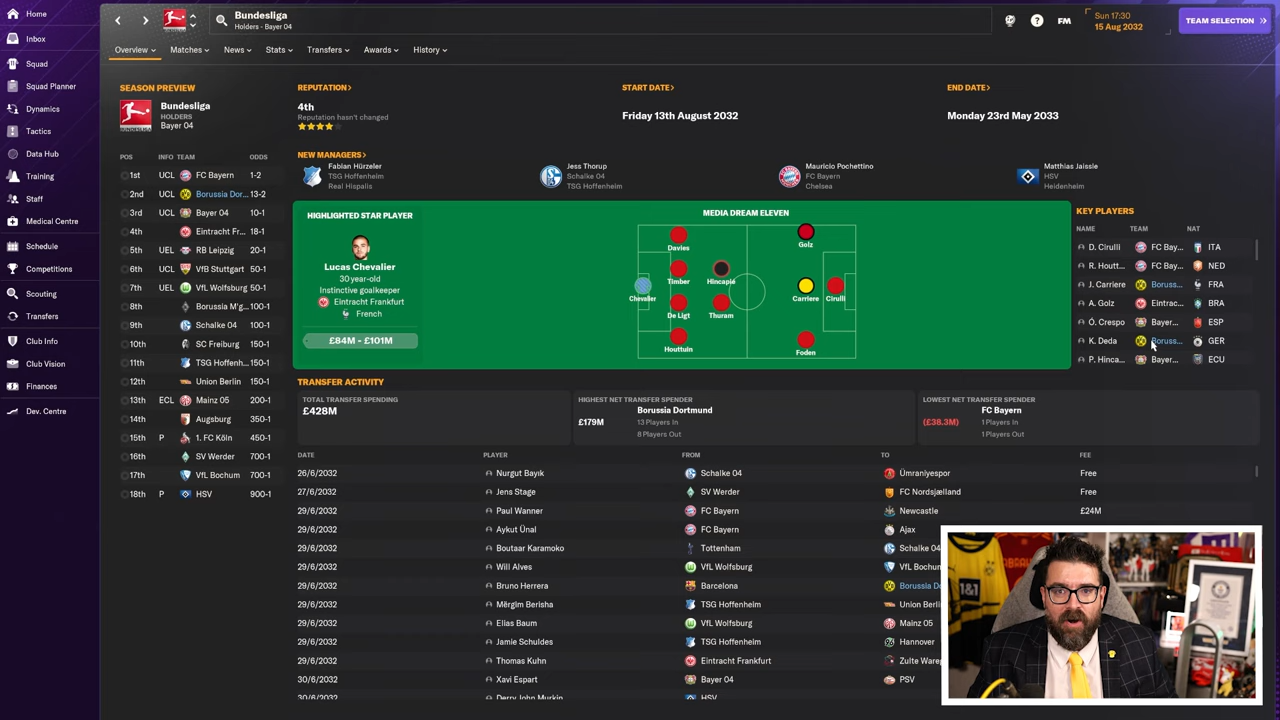 Home
Inbox
Squad
Squad Planner
Dynamics
Tactics
Data Hub
Training
Staff
Medical Centre
Schedule
Competitions
Scouting
Transfers
Club Info
Club Vision
Finances
Dev. Centre
Bundesliga
Holders - Bayer 04
FM
Sun 17:30
15 Aug 2032
TEAM SELECTION
Overview Matches News Stats Transfers Awards History
SEASON PREVIEW
Bundesliga
HOLDERS
Bayer 04
REPUTATION
4th
Reputation hasn't changed
START DATE
Friday 13th August 2032
END DATE
Monday 23rd May 2033
NEW MANAGERS
Fabian Hürzeler
TSG Hoffenheim
Real Hispalis
Jess Thorup
Schalke 04
TSG Hoffenheim
Mauricio Pochettino
FC Bayern
Chelsea
Matthias Jaissle
HSV
Heidenheim
POS INFO TEAM ODDS
1st UCL FC Bayern 1-2
2nd UCL Borussia Dor... 13-2
3rd UCL Bayer 04 10-1
4th Eintracht Fr... 18-1
5th UEL RB Leipzig 20-1
6th UCL VfB Stuttgart 50-1
7th UEL VfL Wolfsburg 50-1
8th Borussia M'g... 100-1
9th Schalke 04 100-1
10th SC Freiburg 150-1
11th TSG Hoffenh... 150-1
12th Union Berlin 150-1
13th ECL Mainz 05 200-1
14th Augsburg 350-1
15th P 1. FC Köln 450-1
16th SV Werder 700-1
17th VfL Bochum 700-1
18th P HSV 900-1
HIGHLIGHTED STAR PLAYER
Lucas Chevalier
30 year-old
Instinctive goalkeeper
Eintracht Frankfurt
French
£84M - £101M
MEDIA DREAM ELEVEN
Davies
Golz
Timber
Hincapié
Chevalier
Carriere
Cirulli
De Ligt
Thuram
Houttuin
Foden
KEY PLAYERS
NAME TEAM NAT
D. Cirulli FC Bay... ITA
R. Houtt... FC Bay... NED
J. Carriere Boruss... FRA
A. Golz Eintrac... BRA
Ó. Crespo Bayer... ESP
K. Deda Boruss... GER
P. Hinca... Bayer... ECU
TRANSFER ACTIVITY
TOTAL TRANSFER SPENDING
£428M
HIGHEST NET TRANSFER SPENDER
£179M
Borussia Dortmund
13 Players In
8 Players Out
LOWEST NET TRANSFER SPENDER
(£38.3M)
FC Bayern
1 Players In
1 Players Out
DATE PLAYER FROM TO FEE
26/6/2032 Nurgut Bayık Schalke 04 Ümraniyespor Free
27/6/2032 Jens Stage SV Werder FC Nordsjælland Free
29/6/2032 Paul Wanner FC Bayern Newcastle £24M
29/6/2032 Aykut Ünal FC Bayern Ajax
29/6/2032 Boutaar Karamoko Tottenham Schalke 04
29/6/2032 Will Alves VfL Wolfsburg VfL Bochum
29/6/2032 Bruno Herrera Barcelona Borussia Do
29/6/2032 Mërgim Berisha TSG Hoffenheim Union Berlin
29/6/2032 Elias Baum VfL Wolfsburg Mainz 05
29/6/2032 Jamie Schuldes TSG Hoffenheim Hannover
29/6/2032 Thomas Kuhn Eintracht Frankfurt Zulte Ware
30/6/2032 Xavi Espart Bayer 04 PSV
30/6/2032 Derry John Murkin HSV
1&1